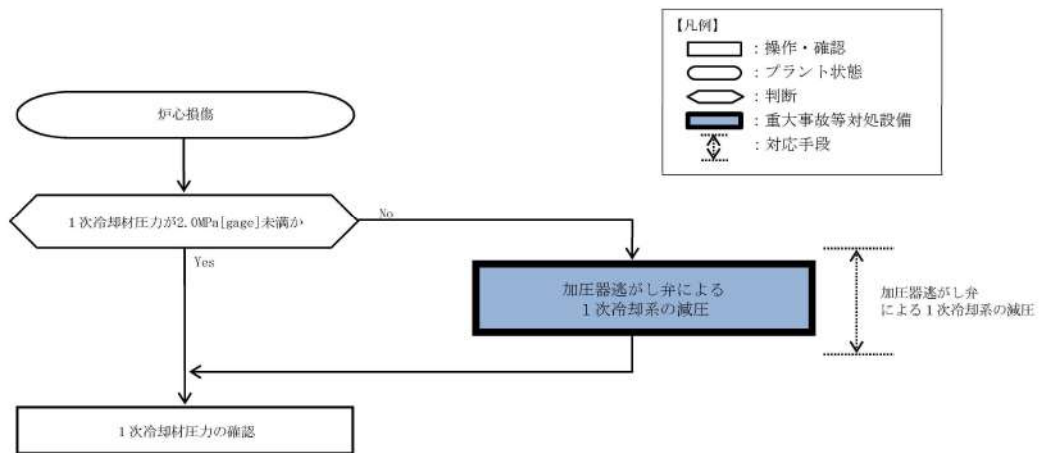 【凡例】
：操作・確認
：プラント状態
：判断
：重大事故等対処設備
：対応手段
炉心損傷
１次冷却材圧力が2.0MPa[gage]未満か
No
Yes
加圧器逃がし弁による
１次冷却系の減圧
加圧器逃がし弁
による１次冷却系の減圧
１次冷却材圧力の確認